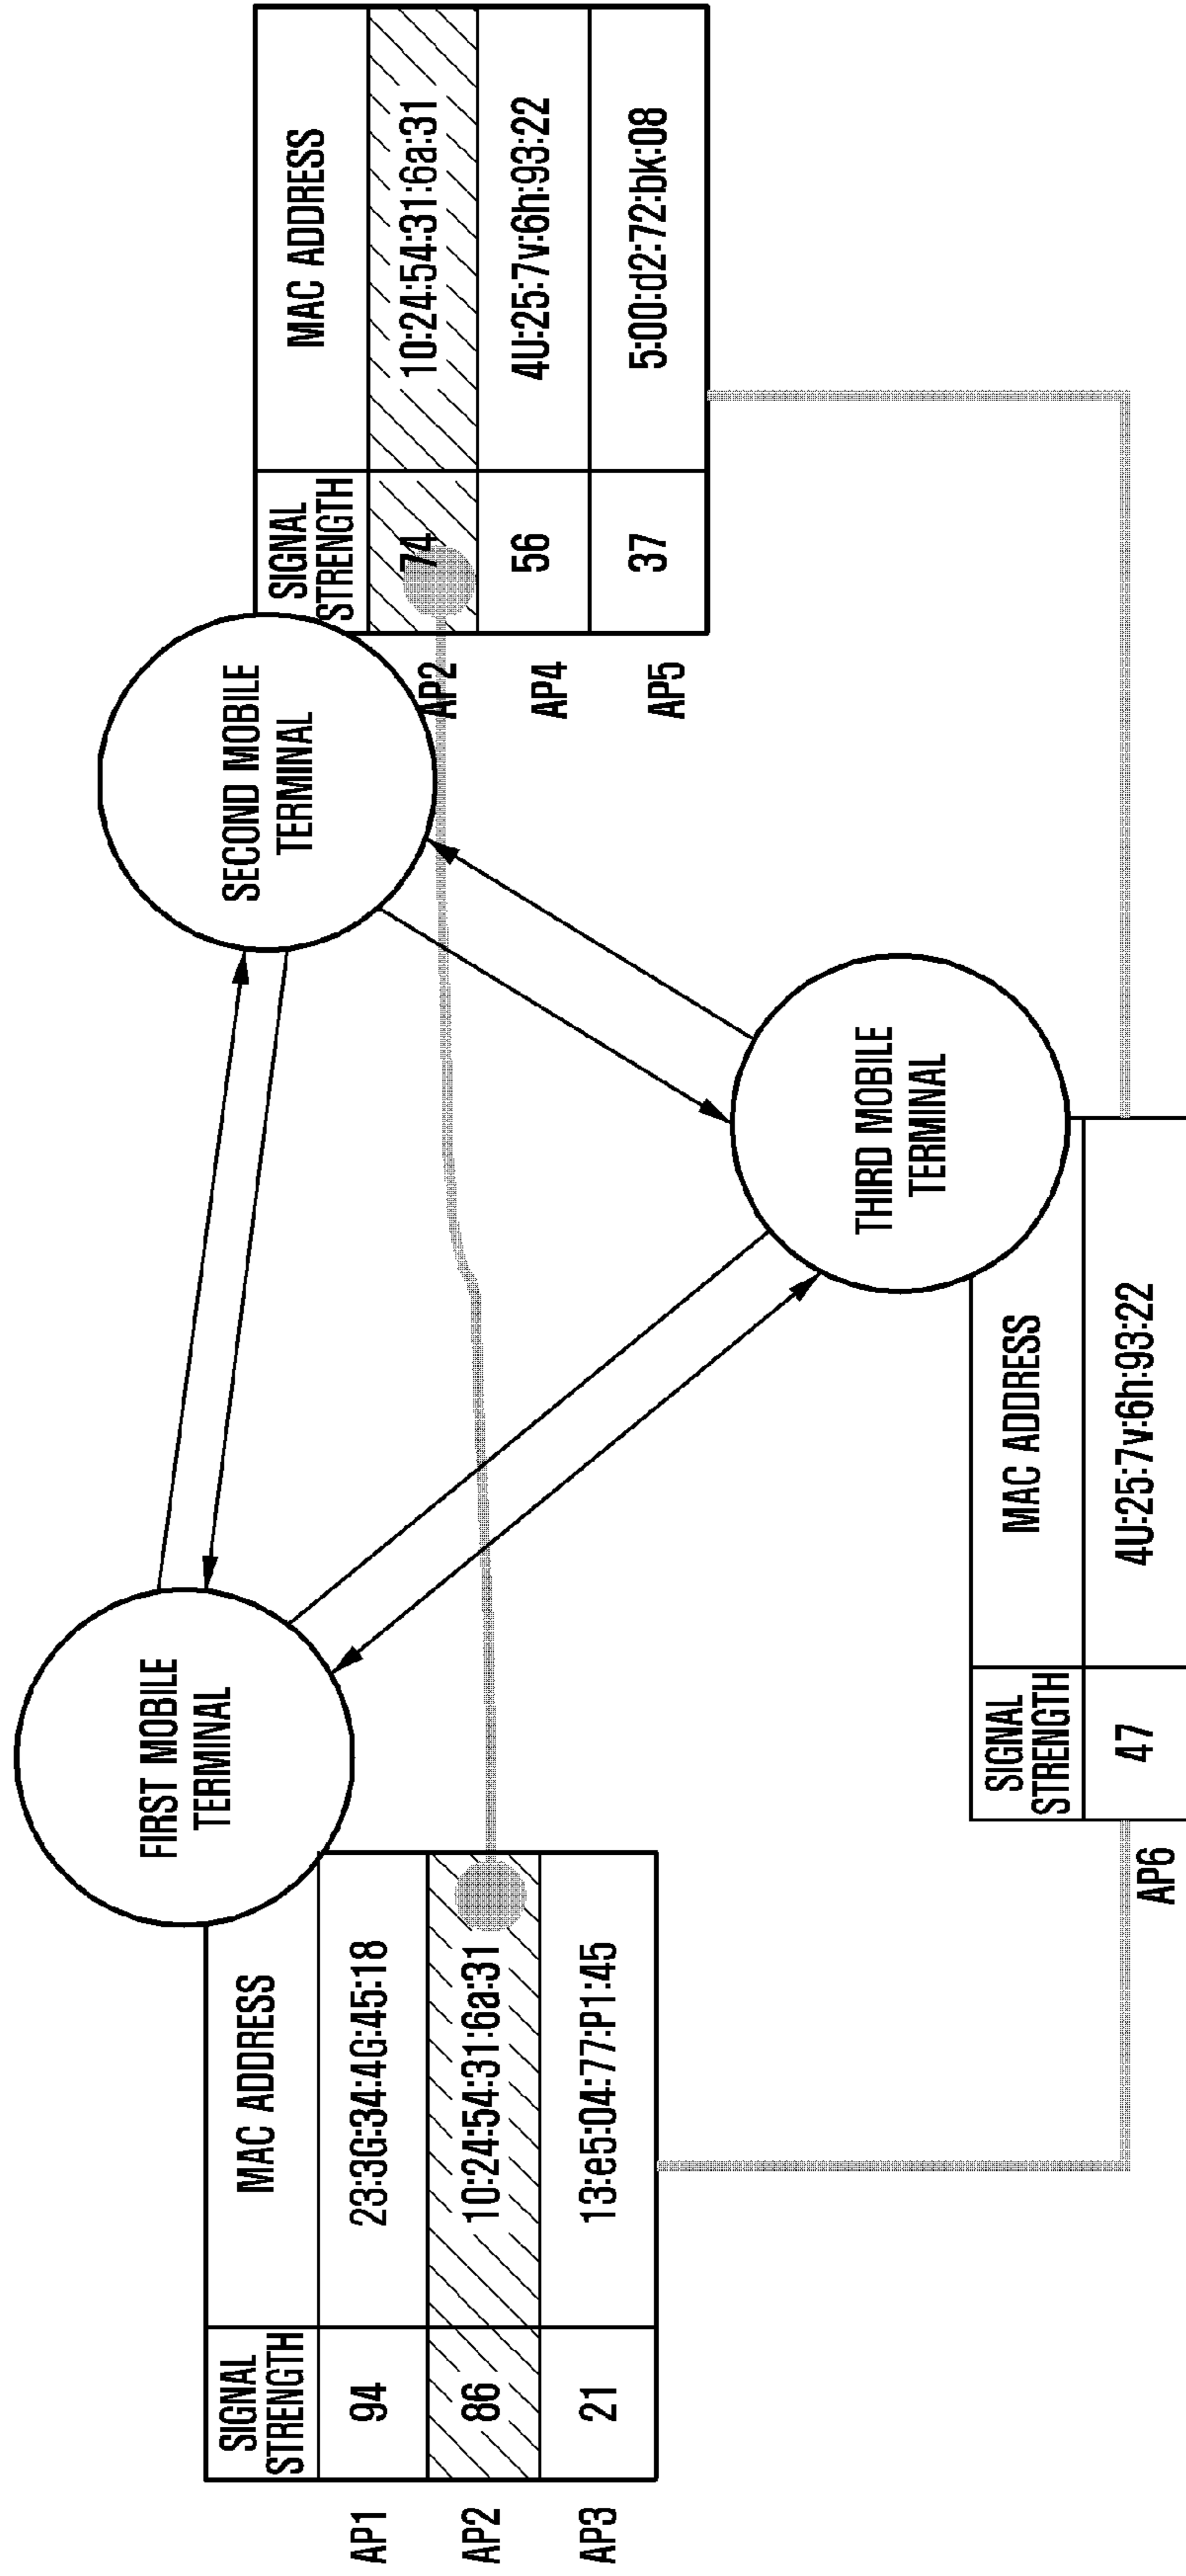 FIRST MOBILE
TERMINAL
SECOND MOBILE
TERMINAL
SIGNAL
STRENGTH
MAC ADDRESS
AP1
94
23:3G:34:4G:45:18
AP2
86
10:24:54:31:6a:31
AP3
21
13:e5:04:77:P1:45
SIGNAL
STRENGTH
MAC ADDRESS
AP2
74
10:24:54:31:6a:31
AP4
56
4U:25:7v:6h:93:22
AP5
37
5:00:d2:72:bk:08
THIRD MOBILE
TERMINAL
SIGNAL
STRENGTH
MAC ADDRESS
AP6
47
4U:25:7v:6h:93:22